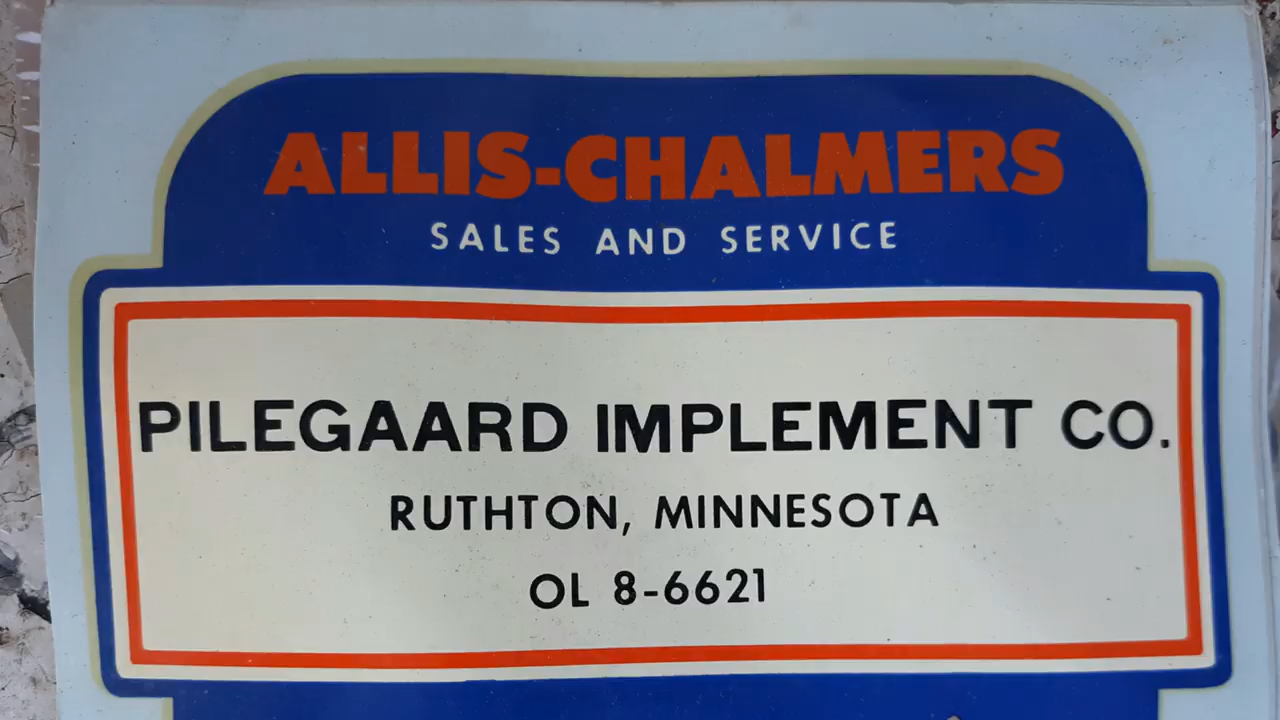 ALLIS-CHALMERS
SALES AND SERVICE
PILEGAARD IMPLEMENT CO.
RUTHTON, MINNESOTA
OL 8-6621